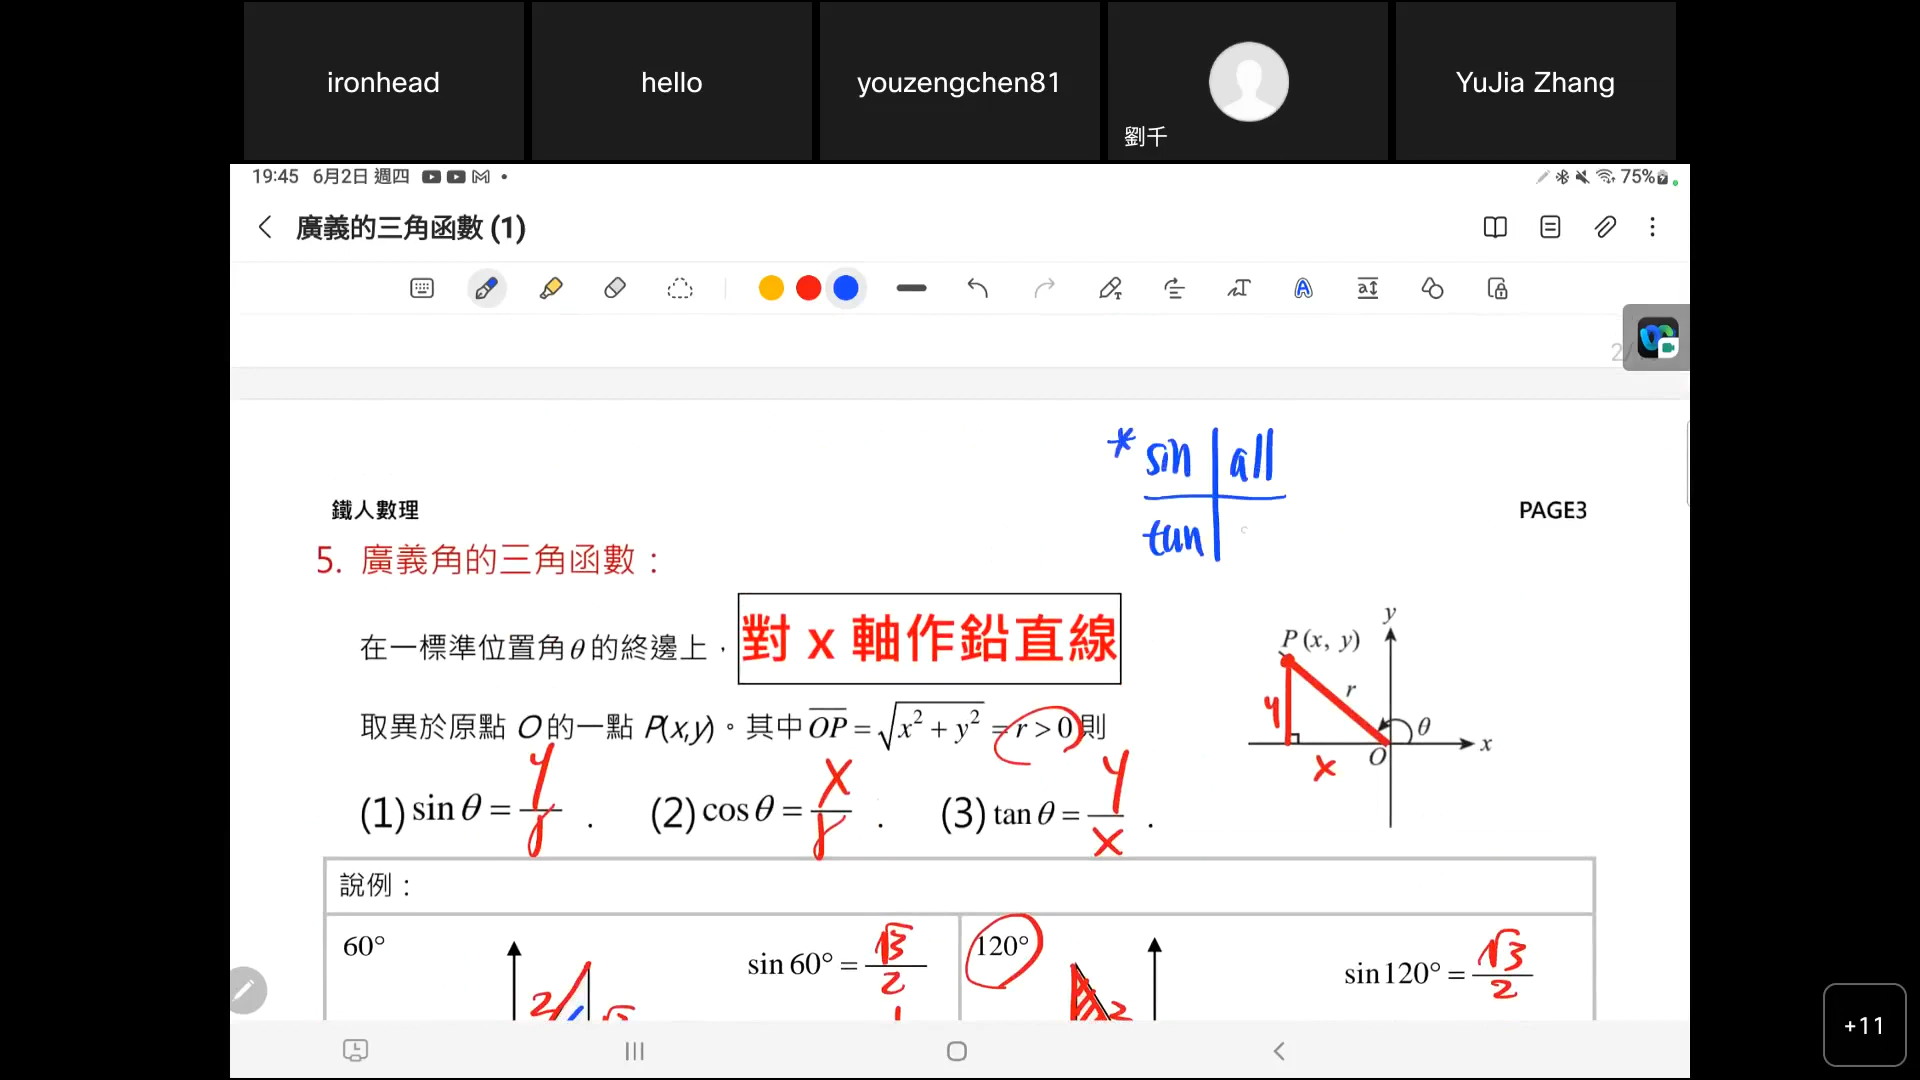 ironhead
hello
youzengchen81
劉千
YuJia Zhang
19:45 6月2日 週四
75%
廣義的三角函數 (1)
2/
* sin | all
tan |
鐵人數理
PAGE3
5. 廣義角的三角函數：
在一標準位置角θ的終邊上，
對 x 軸作鉛直線
取異於原點 O 的一點 P(x,y)。其中 OP = √(x² + y²) = r > 0 則
(1) sin θ = y/r .
(2) cos θ = x/r .
(3) tan θ = y/x .
y
P (x, y)
r
y
θ
x
O
x
說例：
60°
sin 60° = √3/2
2
120°
sin 120° = √3/2
+11